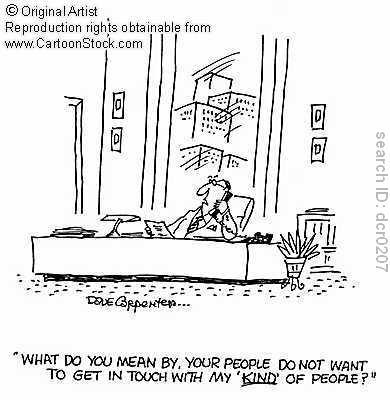 © Original Artist
Reproduction rights obtainable from
www.CartoonStock.com
search ID: dcr0207
DAVE CARPENTER...
"WHAT DO YOU MEAN BY, YOUR PEOPLE DO NOT WANT
TO GET IN TOUCH WITH MY 'KIND' OF PEOPLE?"